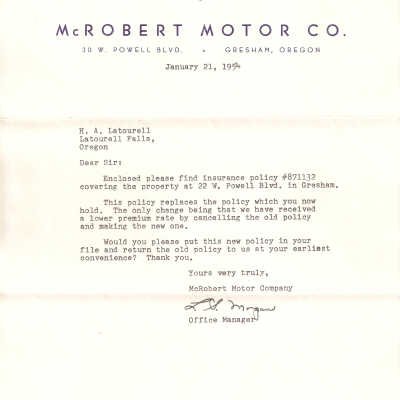 McROBERT MOTOR CO.
30 W. POWELL BLVD. • GRESHAM, OREGON
January 21, 1954
H. A. Latourell
Latourell Falls,
Oregon
Dear Sir:
Enclosed please find insurance policy #871132
covering the property at 22 W. Powell Blvd. in Gresham.
This policy replaces the policy which you now
hold. The only change being that we have received
a lower premium rate by cancelling the old policy
and making the new one.
Would you please put this new policy in your
file and return the old policy to us at your earliest
convenience? Thank you.
Yours very truly,
McRobert Motor Company
Morgan
Office Manager